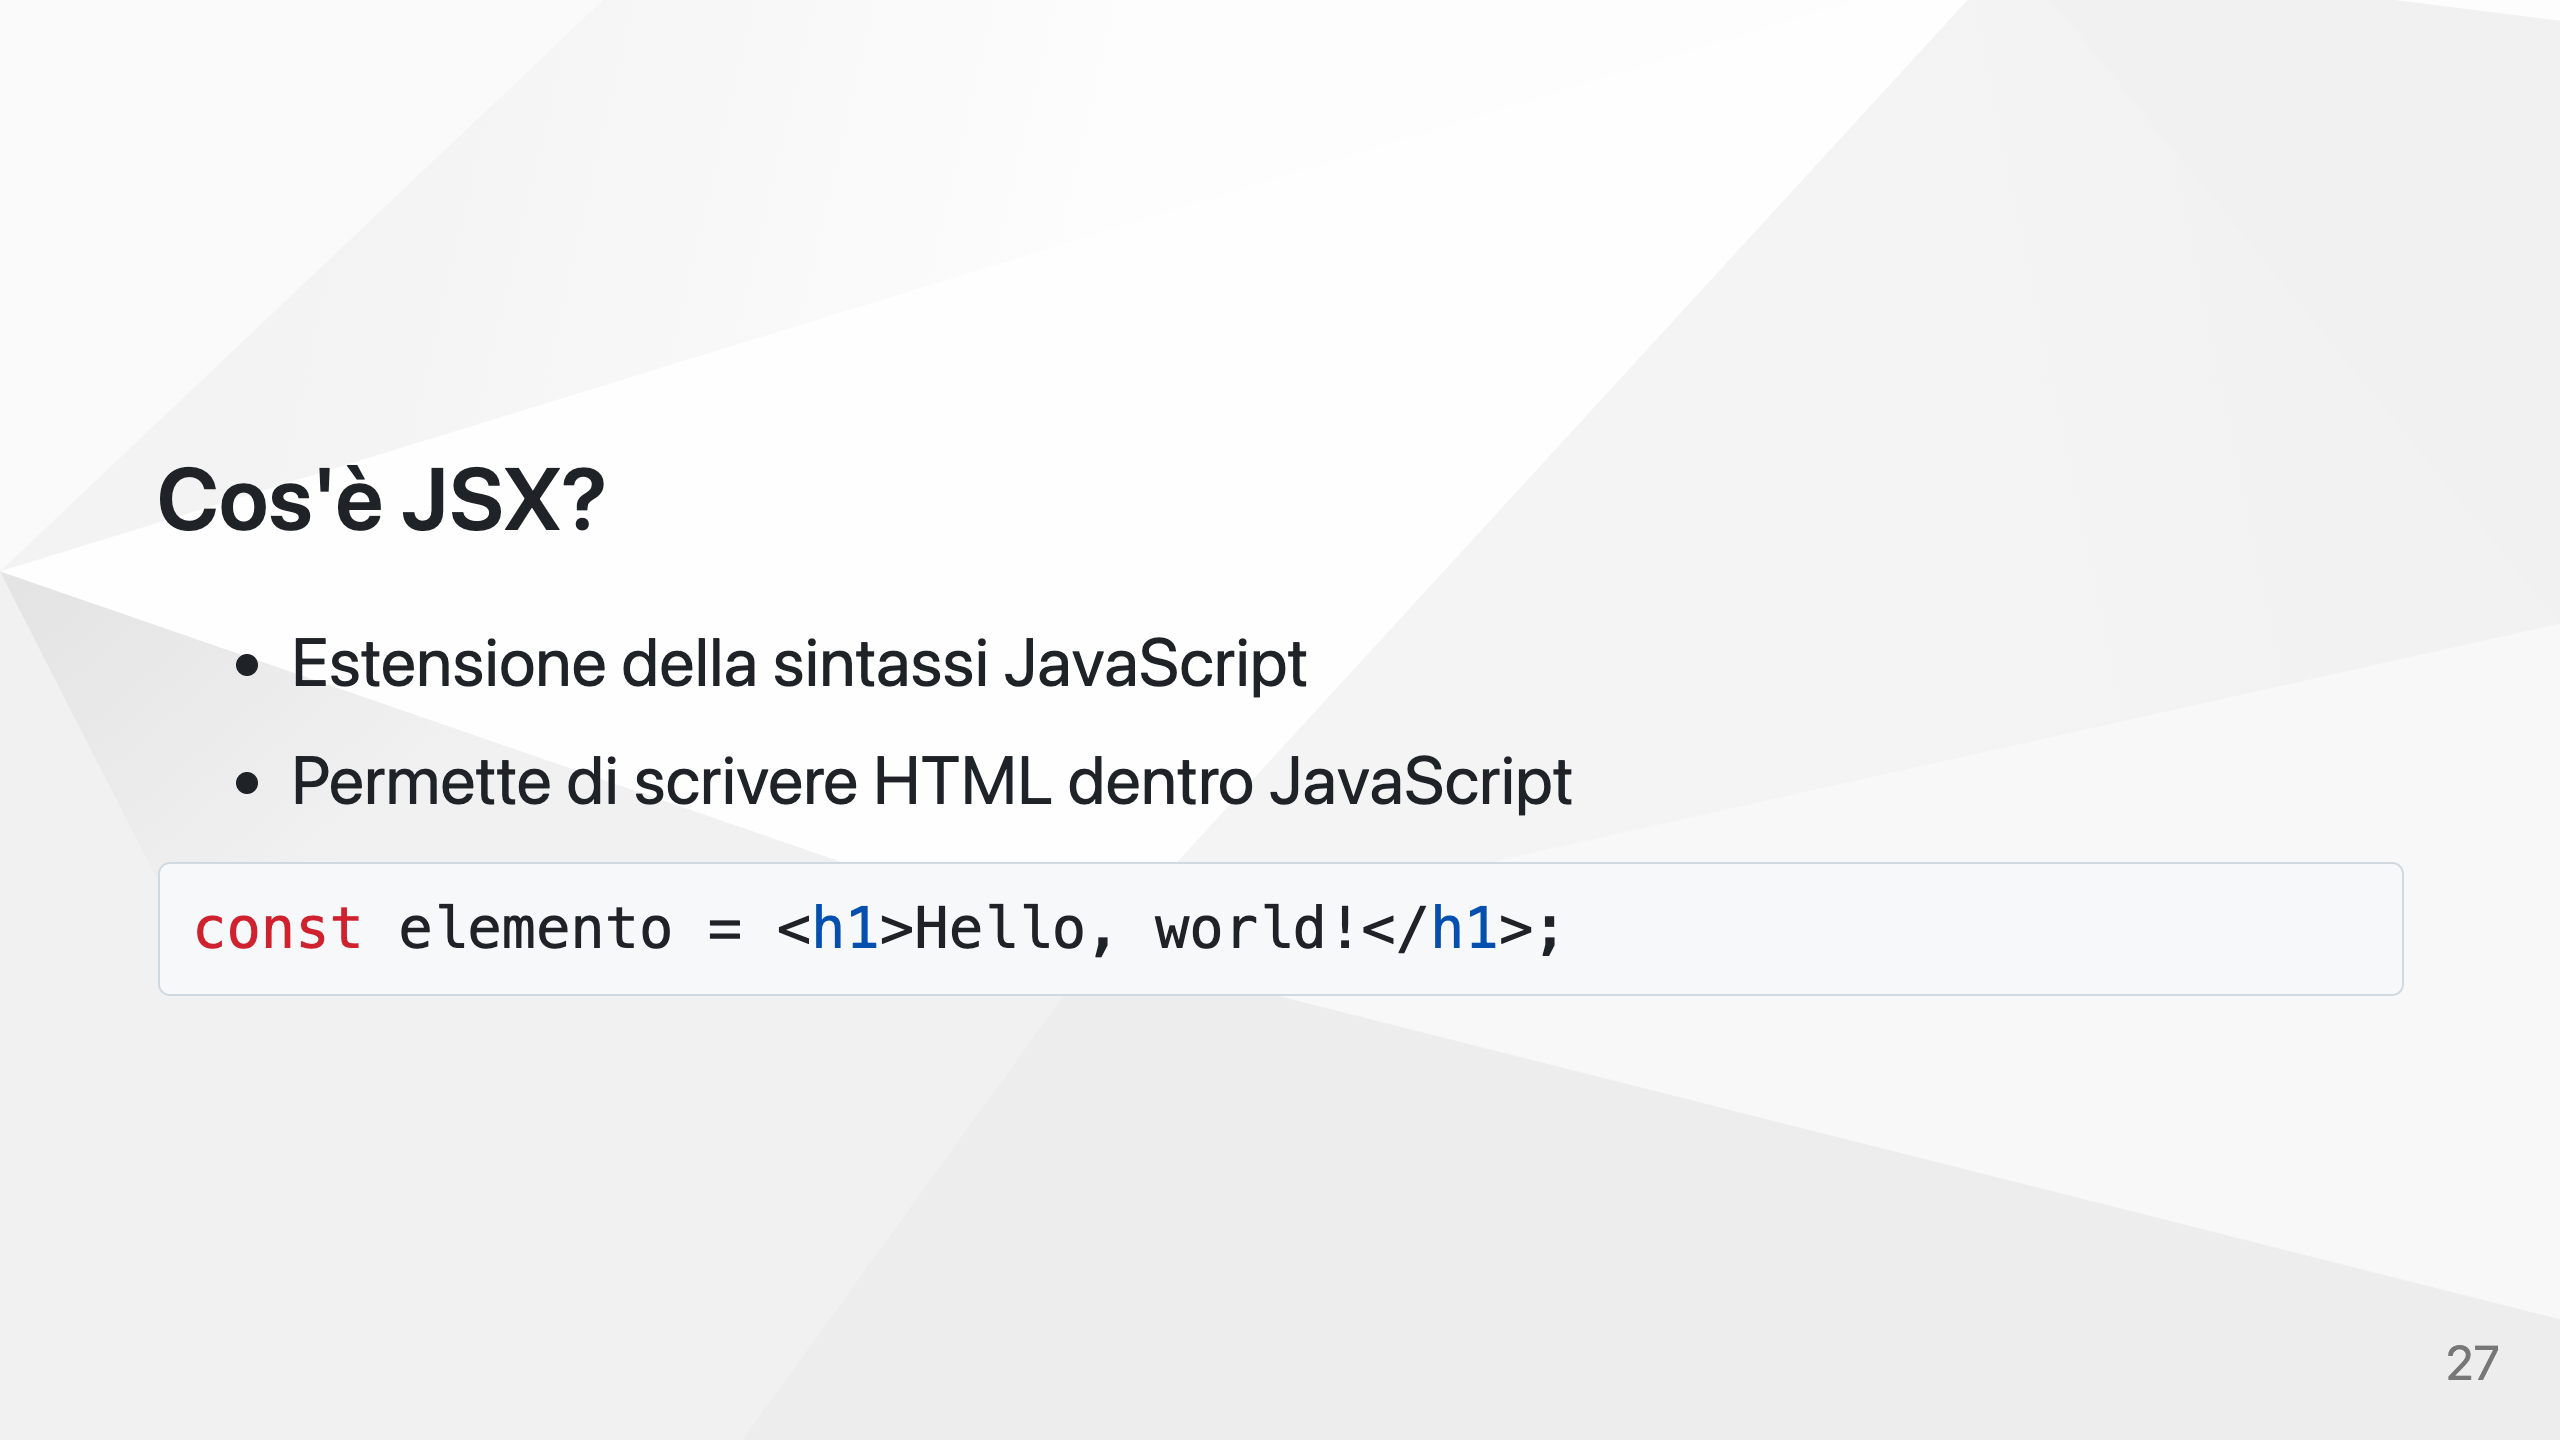 Cos'è JSX?
• Estensione della sintassi JavaScript
• Permette di scrivere HTML dentro JavaScript
const elemento = <h1>Hello, world!</h1>;
27